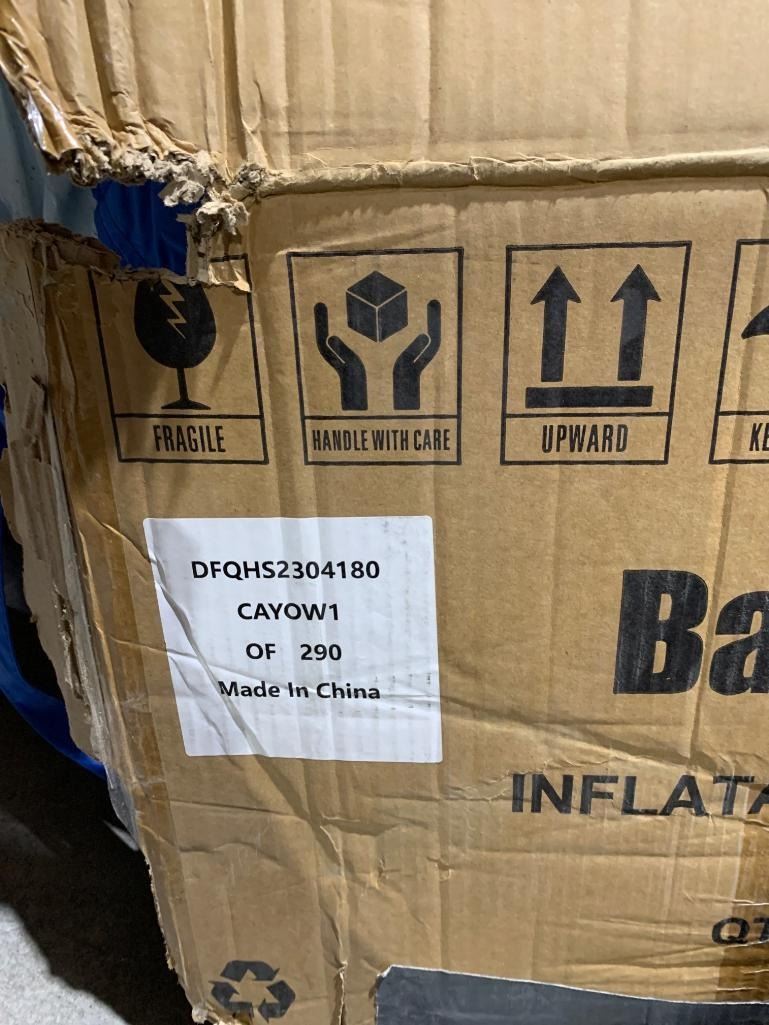 FRAGILE
HANDLE WITH CARE
UPWARD
DFQHS2304180
CAYOW1
OF 290
Made In China